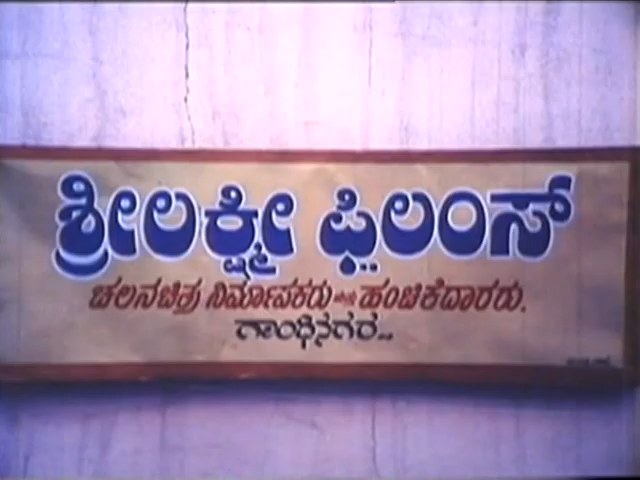 ಶ್ರೀಲಕ್ಷ್ಮೀ ಫಿಲಂಸ್
ಚಲನಚಿತ್ರ ನಿರ್ಮಾಪಕರು ಹಂಚಿಕೆದಾರರು.
ಗಾಂಧಿನಗರ..